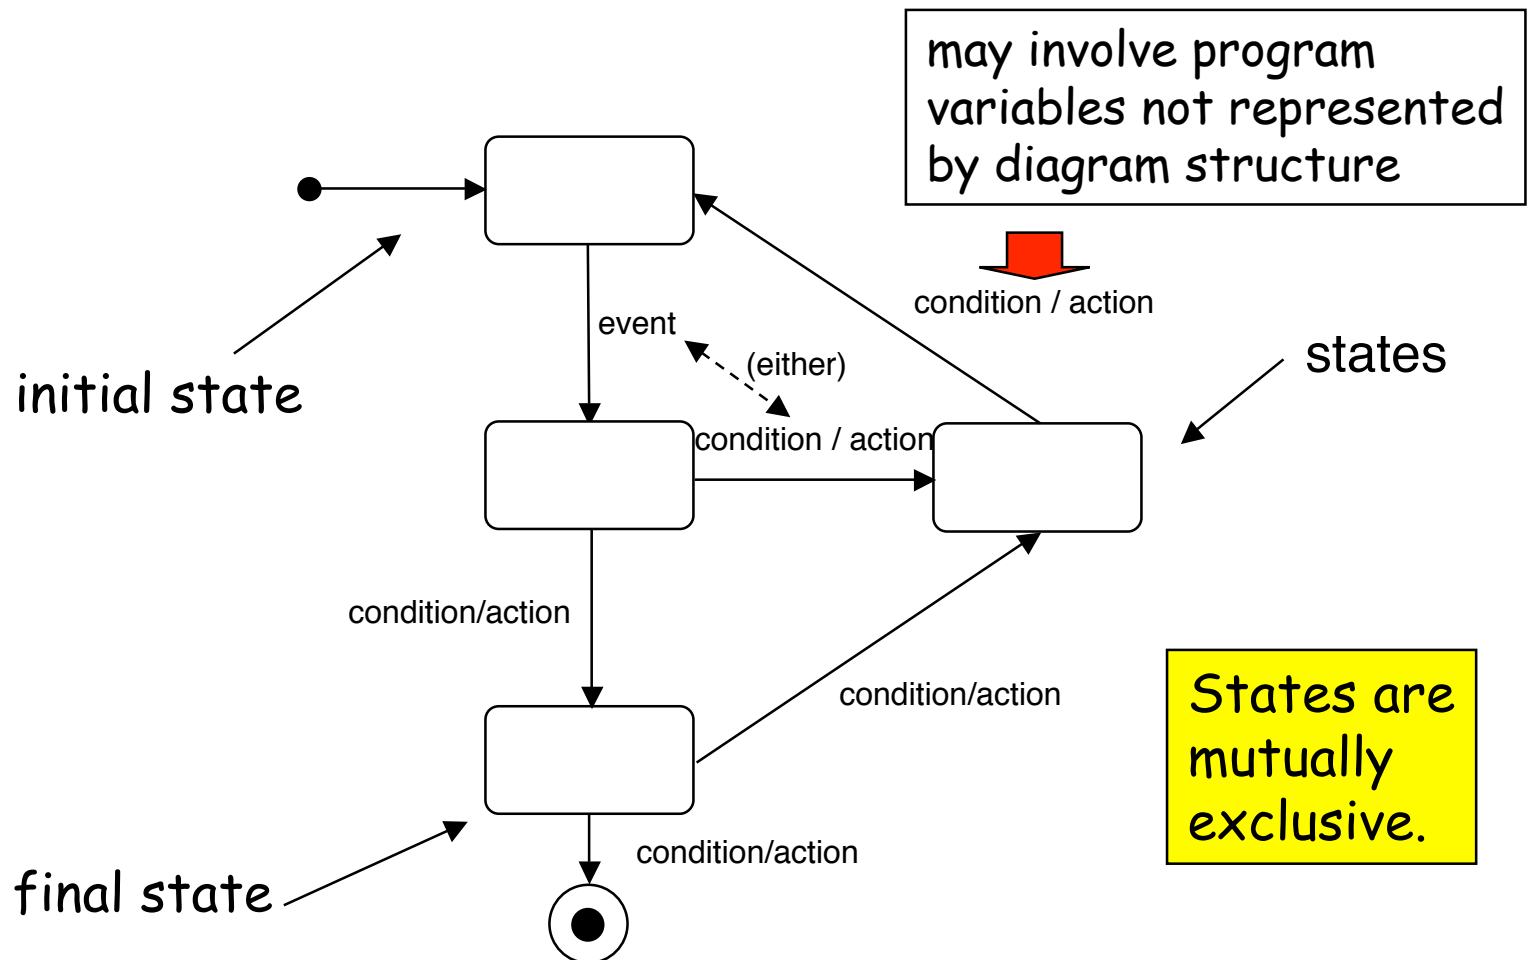 may involve program
variables not represented
by diagram structure
condition / action
event
(either)
states
initial state
condition / action
condition/action
condition/action
States are
mutually
exclusive.
condition/action
final state